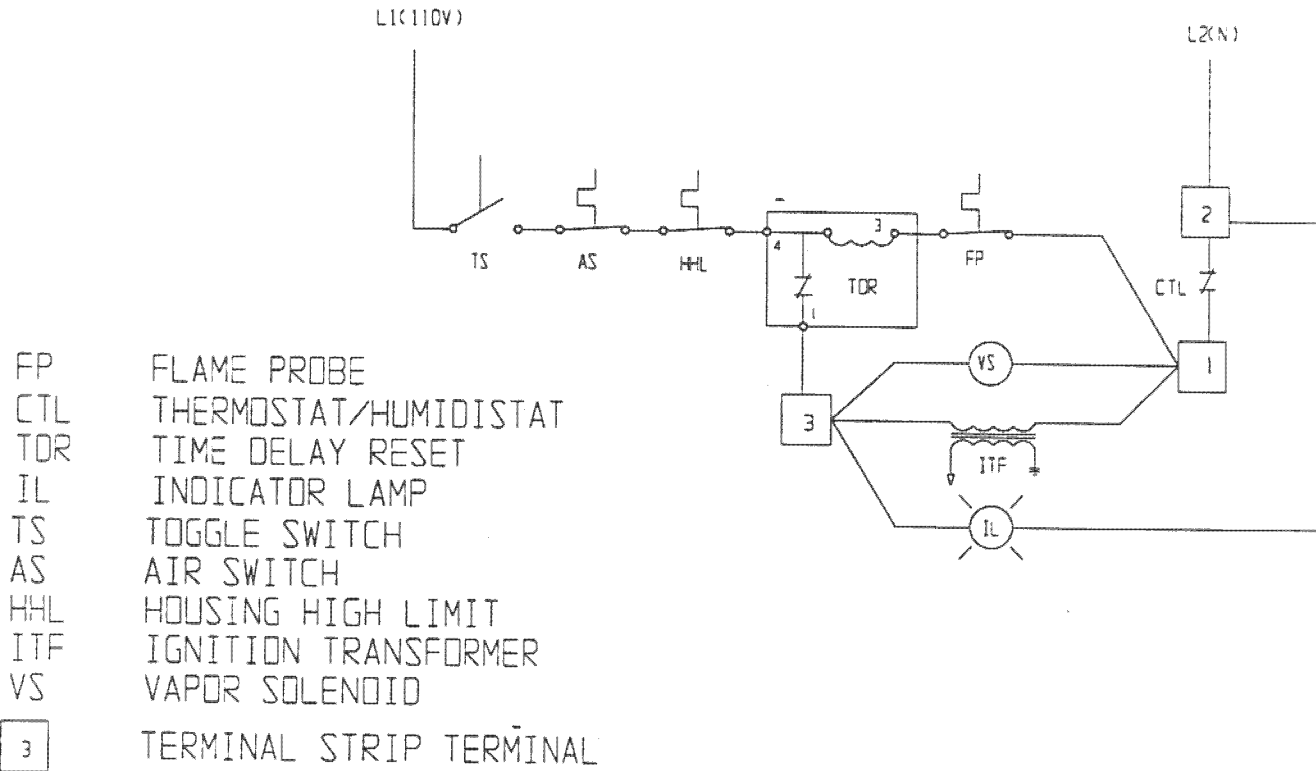 L1(110V)
L2(N)
2
TS
AS
HHL
4
3
TDR
1
FP
CTL
1
VS
3
ITF
IL
FP FLAME PROBE
CTL THERMOSTAT/HUMIDISTAT
TDR TIME DELAY RESET
IL INDICATOR LAMP
TS TOGGLE SWITCH
AS AIR SWITCH
HHL HOUSING HIGH LIMIT
ITF IGNITION TRANSFORMER
VS VAPOR SOLENOID
3 TERMINAL STRIP TERMINAL